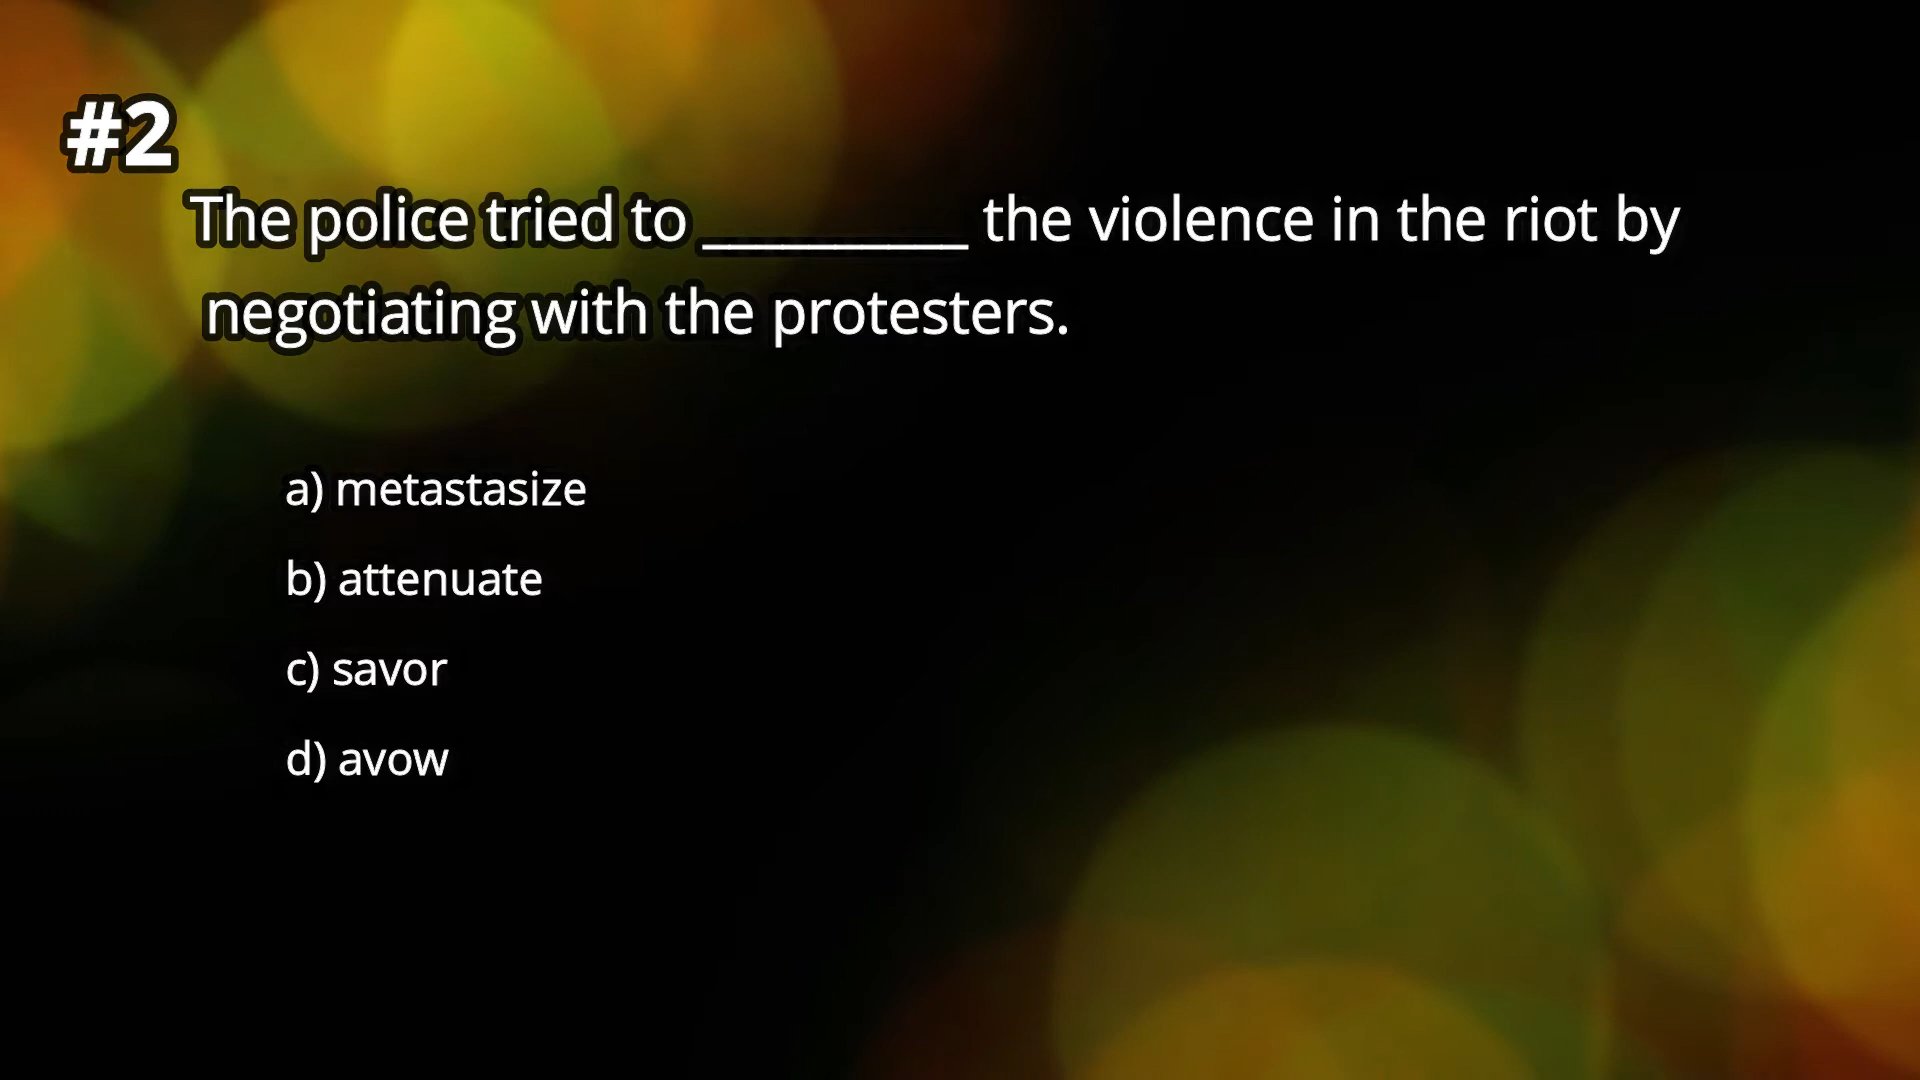 #2
The police tried to __________ the violence in the riot by
negotiating with the protesters.
a) metastasize
b) attenuate
c) savor
d) avow